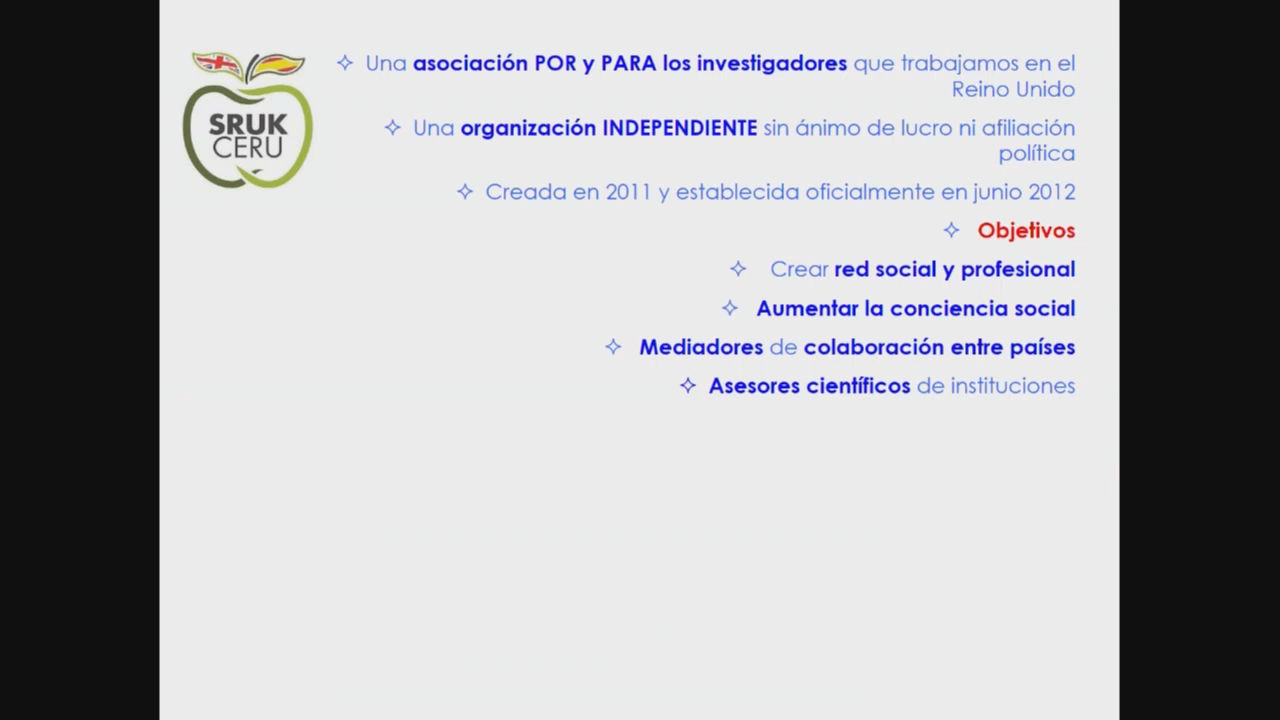 SRUK
CERU
✧ Una asociación POR y PARA los investigadores que trabajamos en el
Reino Unido
✧ Una organización INDEPENDIENTE sin ánimo de lucro ni afiliación
política
✧ Creada en 2011 y establecida oficialmente en junio 2012
✧ Objetivos
✧ Crear red social y profesional
✧ Aumentar la conciencia social
✧ Mediadores de colaboración entre países
✧ Asesores científicos de instituciones